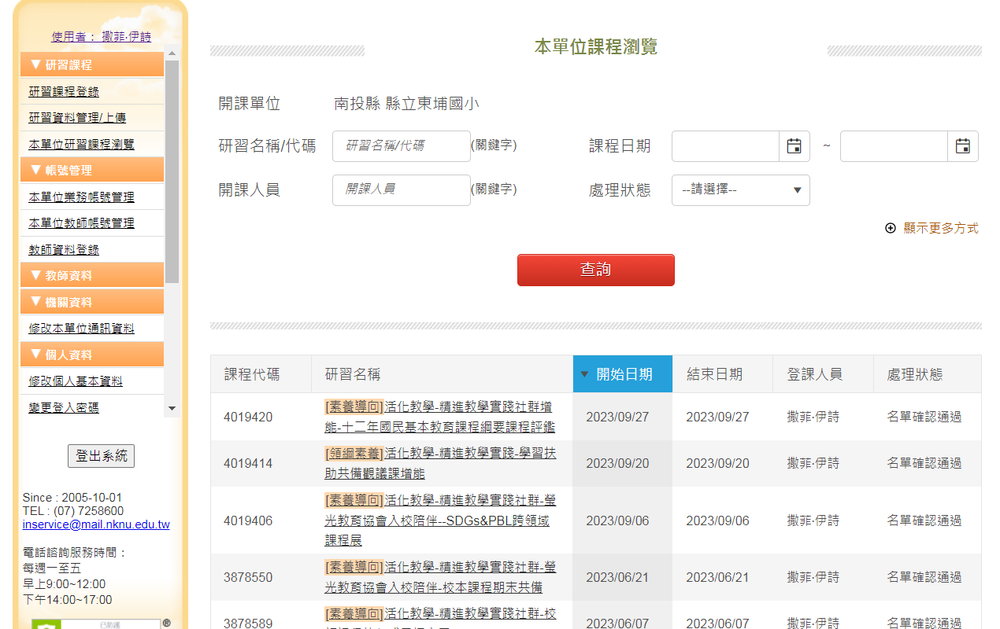 使用者： 撒菲‧伊詩
▼ 研習課程
研習課程登錄
研習資料管理/上傳
本單位研習課程瀏覽
▼ 帳號管理
本單位業務帳號管理
本單位教師帳號管理
教師資料登錄
▼ 教師資料
▼ 機關資料
修改本單位通訊資料
▼ 個人資料
修改個人基本資料
變更登入密碼
登出系統
Since : 2005-10-01
TEL : (07) 7258600
inservice@mail.nknu.edu.tw
電話諮詢服務時間：
每週一至五
早上9:00~12:00
下午14:00~17:00
已認護
本單位課程瀏覽
開課單位 南投縣 縣立東埔國小
研習名稱/代碼 研習名稱/代碼 (關鍵字) 課程日期 ~
開課人員 開課人員 (關鍵字) 處理狀態 --請選擇--
顯示更多方式
查詢
課程代碼 研習名稱 開始日期 結束日期 登課人員 處理狀態
4019420 [素養導向]活化教學-精進教學實踐社群增 2023/09/27 2023/09/27 撒菲‧伊詩 名單確認通過
能-十二年國民基本教育課程綱要課程評鑑
4019414 [領綱素養]活化教學-精進教學實踐-學習扶 2023/09/20 2023/09/20 撒菲‧伊詩 名單確認通過
助共備觀議課增能
4019406 [素養導向]活化教學-精進教學實踐社群-螢 2023/09/06 2023/09/06 撒菲‧伊詩 名單確認通過
光教育協會入校陪伴--SDGs&PBL跨領域
課程展
3878550 [素養導向]活化教學-精進教學實踐社群-螢 2023/06/21 2023/06/21 撒菲‧伊詩 名單確認通過
光教育協會入校陪伴-校本課程期末共備
3878589 [素養導向]活化教學-精進教學實踐社群-校 2023/06/07 2023/06/07 撒菲‧伊詩 名單確認通過